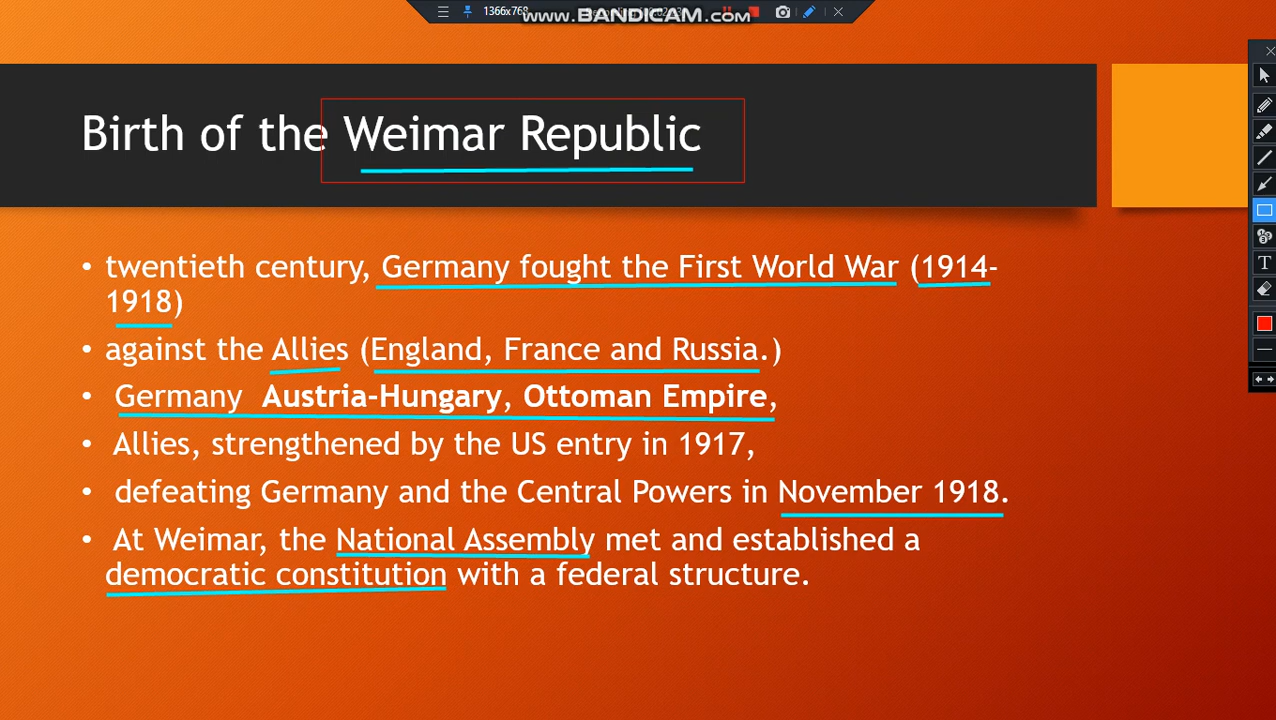 1366x768
www.BANDICAM.com
Birth of the Weimar Republic
• twentieth century, Germany fought the First World War (1914-
1918)
• against the Allies (England, France and Russia.)
• Germany Austria-Hungary, Ottoman Empire,
• Allies, strengthened by the US entry in 1917,
• defeating Germany and the Central Powers in November 1918.
• At Weimar, the National Assembly met and established a
democratic constitution with a federal structure.